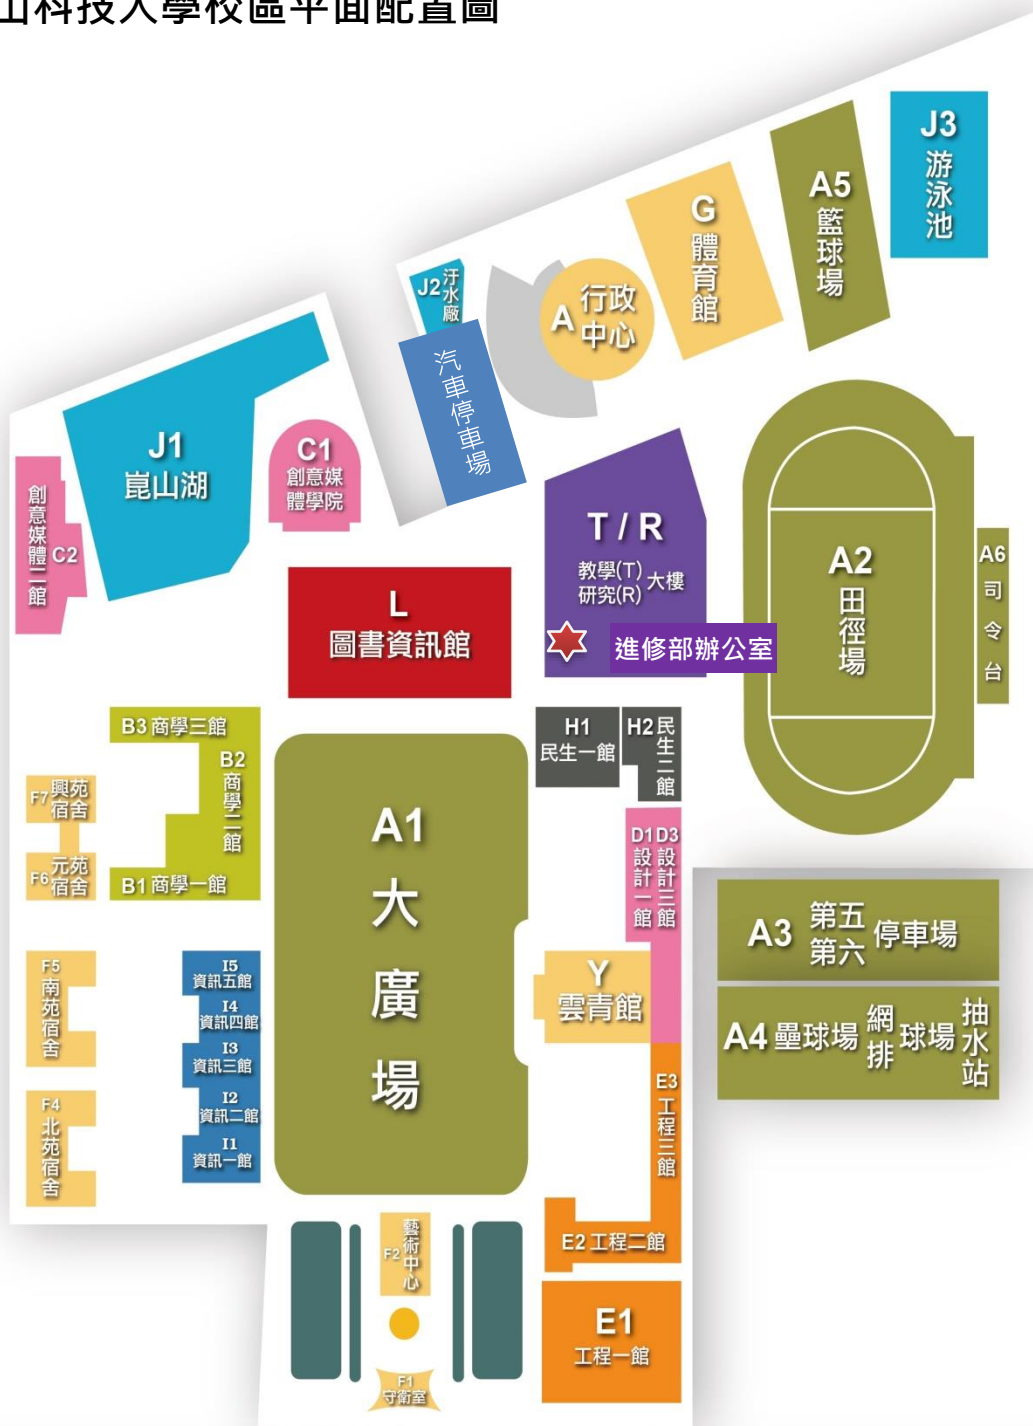 山科技大學校區平面配置圖
J3
游泳池
A5
籃球場
G
體育館
A 行政
中心
J2 汙水廠
汽車停車場
J1
崑山湖
C1
創意媒
體學院
創意媒體二館 C2
T / R
教學(T)
研究(R) 大樓
進修部辦公室
A2
田徑場
A6
司令台
L
圖書資訊館
B3 商學三館
B2
商學二館
B1 商學一館
H1
民生一館
H2 民生二館
F7 興苑
宿舍
F6 元苑
宿舍
A1
大廣場
D1 設計一館
D3 設計三館
A3 第五
第六 停車場
A4 壘球場 網排 球場 抽水站
F5
南苑宿舍
I5
資訊五館
I4
資訊四館
I3
資訊三館
I2
資訊二館
I1
資訊一館
Y
雲青館
F4
北苑宿舍
E3
工程三館
E2 工程二館
F2 藝術中心
E1
工程一館
F1
守衛室